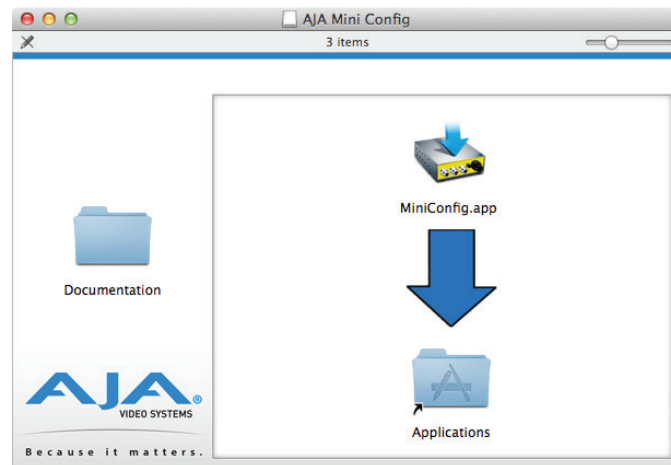 AJA Mini Config
3 items
MiniConfig.app
Documentation
Applications
AJA®
VIDEO SYSTEMS
Because it matters.